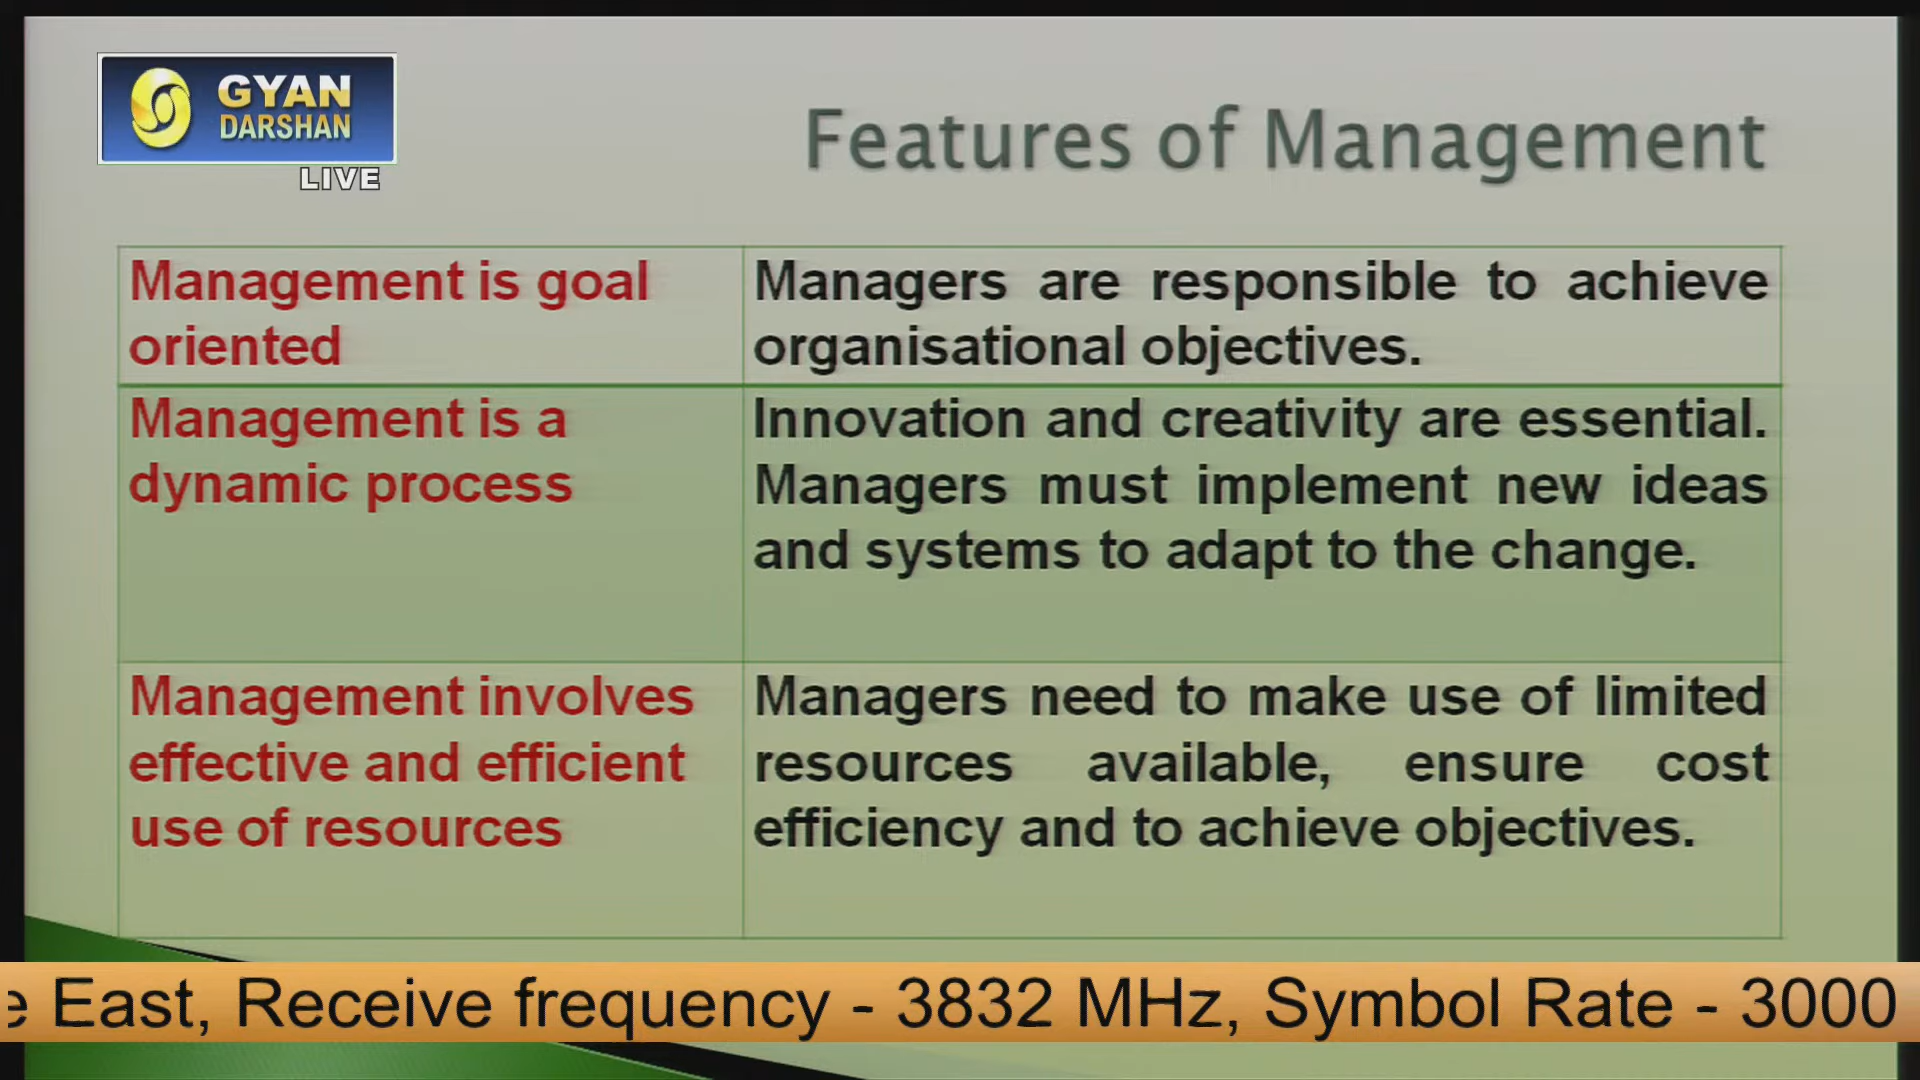 GYAN
DARSHAN
LIVE
Features of Management
Management is goal
oriented
Managers are responsible to achieve
organisational objectives.
Management is a
dynamic process
Innovation and creativity are essential.
Managers must implement new ideas
and systems to adapt to the change.
Management involves
effective and efficient
use of resources
Managers need to make use of limited
resources available, ensure cost
efficiency and to achieve objectives.
East, Receive frequency - 3832 MHz, Symbol Rate - 3000